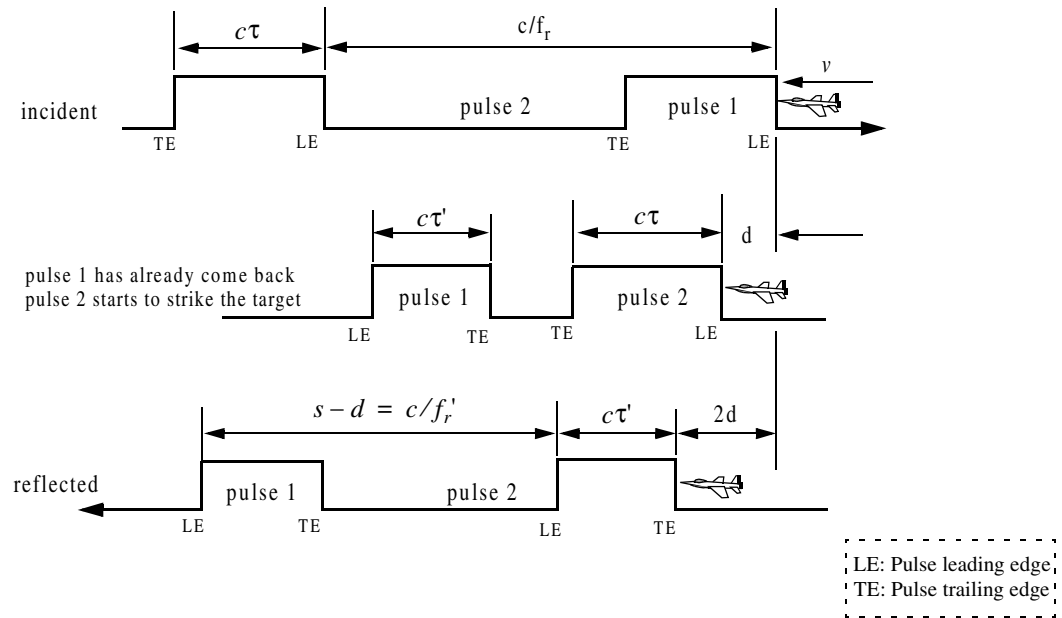 cτ
c/fr
v
incident
pulse 2
pulse 1
TE
LE
TE
LE
cτ'
cτ
d
pulse 1 has already come back
pulse 2 starts to strike the target
pulse 1
pulse 2
LE
TE
TE
LE
s – d = c/fr'
cτ'
2d
reflected
pulse 1
pulse 2
LE
TE
LE
TE
LE: Pulse leading edge
TE: Pulse trailing edge